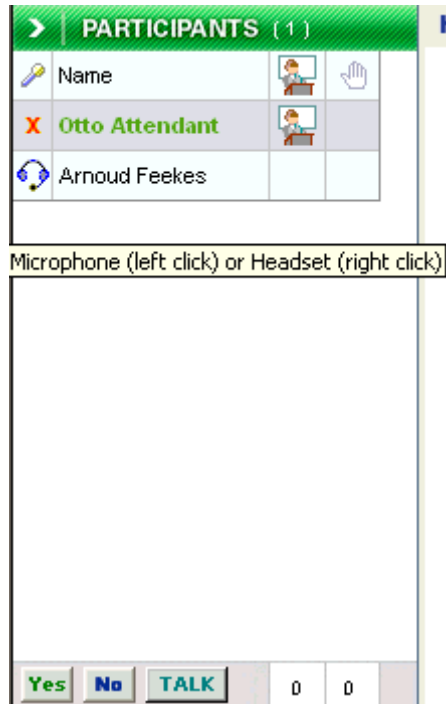 PARTICIPANTS (1)
Name
X Otto Attendant
Arnoud Feekes
Microphone (left click) or Headset (right click)
Yes No TALK 0 0